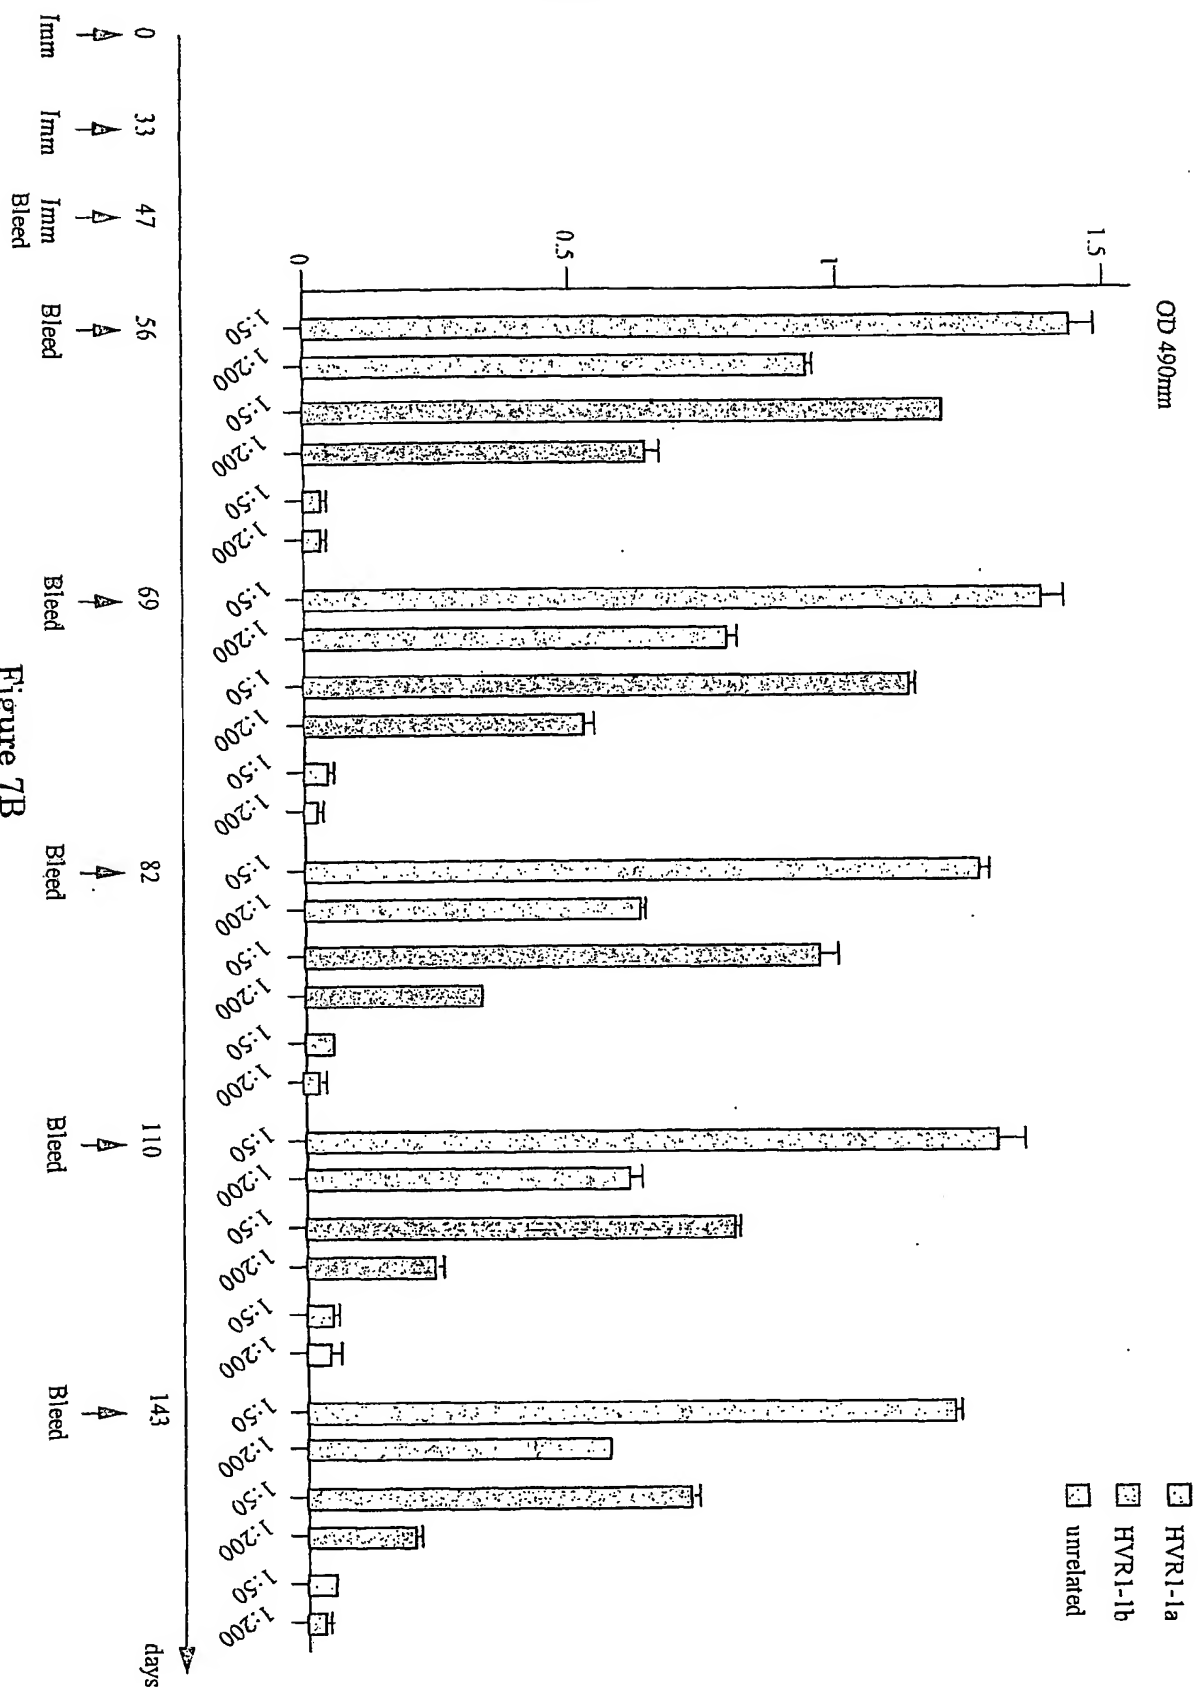 OD 490nm
HVR1-1a
HVR1-1b
unrelated
1.5
1
0.5
0
1:50 1:200 1:50 1:200 1:50 1:200 1:50 1:200 1:50 1:200 1:50 1:200 1:50 1:200 1:50 1:200 1:50 1:200 1:50 1:200 1:50 1:200 1:50 1:200 1:50 1:200 1:50 1:200 1:50 1:200
days
0 33 47 56 69 82 110 143
Imm Imm Imm Bleed Bleed Bleed Bleed Bleed
Bleed
Figure 7B